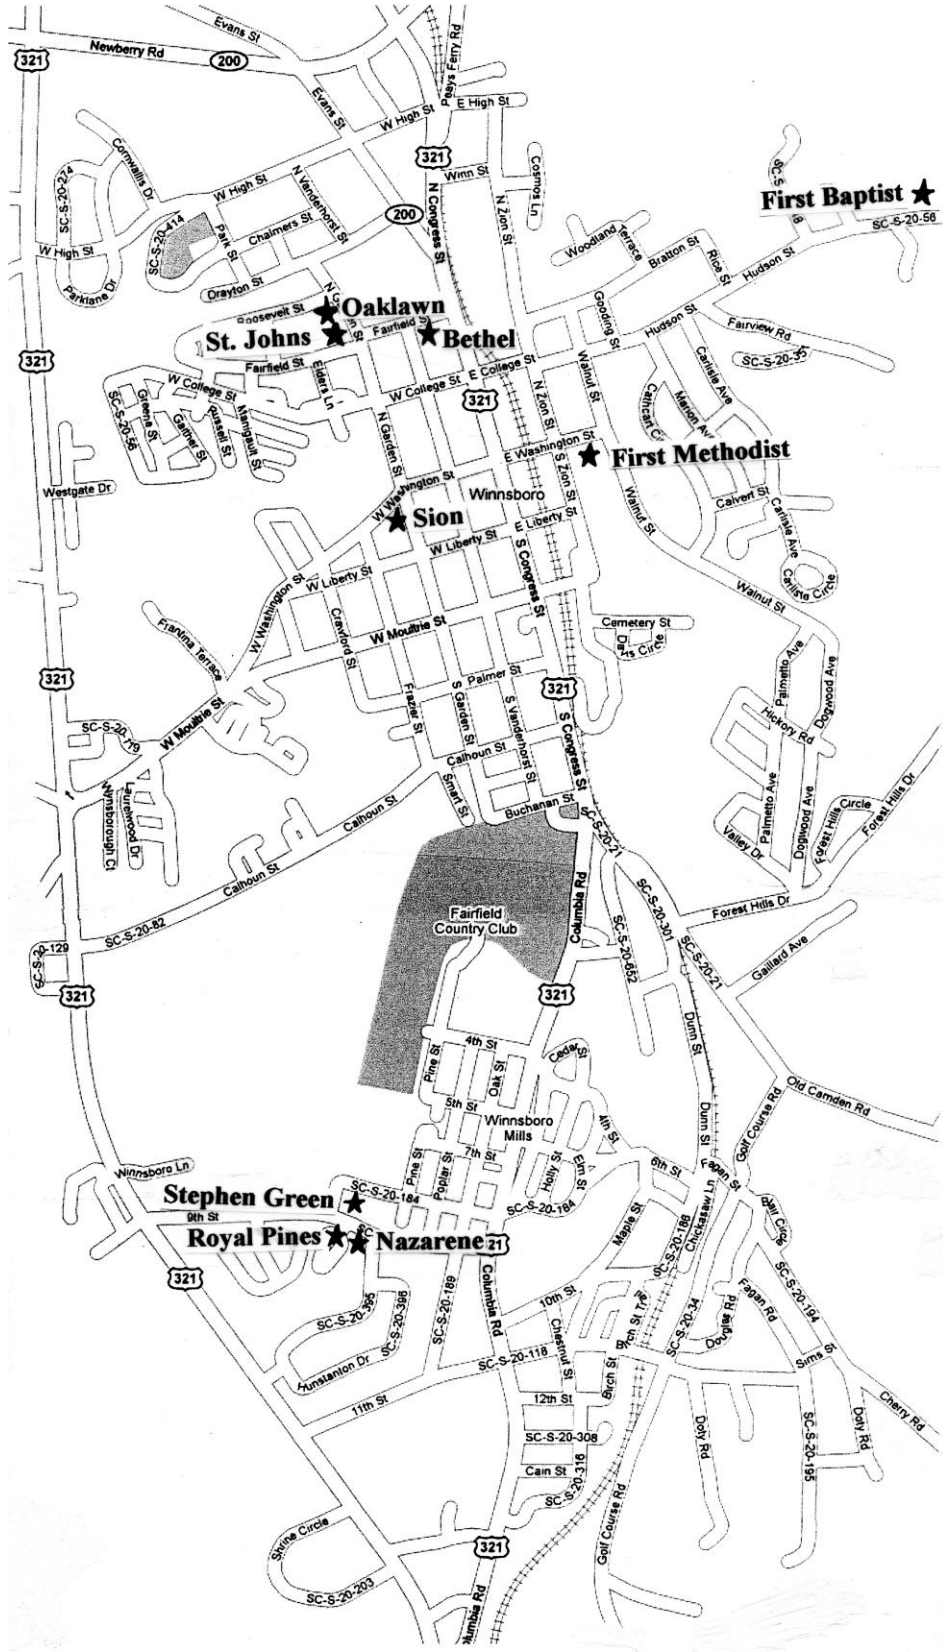 Evans St
321
Newberry Rd
200
Peays Ferry Rd
Evans St
E High St
W High St
Cornwallis Dr
321
SC-S-20-274
Winn St
Cosmos Ln
N Vanderhorst St
W High St
N Congress St
N Zion St
First Baptist
SC-S-20-56
200
SC-S-20-414
Park St
Chalmers St
Woodland
Terrace
Bratton St
Rice St
Hudson St
W High St
Parklane Dr
Drayton St
Oaklawn
Gooding St
Hudson St
Fairview Rd
St. Johns
Fairfield
Bethel
SC-S-20-351
321
Fairfield St
Elders Ln
E College St
Walnut St
Carlisle Ave
W College St
W College St
321
N Zion St
Marion Ave
SC-S-20-56
Greene St
Gaither St
Manigault St
N Garden St
E Washington St
S Zion St
First Methodist
Westgate Dr
Winnsboro
Walnut St
Calvert St
Sion
E Liberty St
Carlisle Ave
W Liberty St
S Congress St
W Liberty St
Carlisle Circle
W Washington St
Walnut St
Crawford St
W Moultrie St
Cemetery St
Palmetto Ave
Dogwood Ave
321
Palmer St
321
Frazier St
S Garden St
S Vanderhorst St
Hickory Rd
W Moultrie St
SC-S-20-119
S Congress St
Calhoun St
Smart St
Wynsborough Ct
Laurelwood Dr
Calhoun St
Buchanan St
SC-S-20-21
Palmetto Ave
Dogwood Ave
Forest Hills Circle
Forest Hills Dr
Valley Dr
Calhoun St
Columbia Rd
SC-S-20-301
Forest Hills Dr
Fairfield
Country Club
SC-S-20-82
SC-S-20-129
SC-S-20-652
SC-S-20-21
Gaillard Ave
321
321
Dunn St
4th St
Pine St
Oak St
Cedar St
Old Camden Rd
5th St
Winnsboro
Mills
4th St
Dunn St
Golf Course Rd
7th St
Pine St
Poplar St
Holly St
Elm St
6th St
Fagan St
Winnsboro Ln
SC-S-20-184
Stephen Green
SC-S-20-184
Chickasaw Ln
9th St
Maple St
Royal Pines
Nazarene
SC-S-20-186
321
Columbia Rd
SC-S-20-189
SC-S-20-395
SC-S-20-396
10th St
SC-S-20-34
Douglas Rd
Fagan Rd
SC-S-20-194
Hunstanton Dr
SC-S-20-118
Chestnut St
Birch St
Sims St
11th St
12th St
Cherry Rd
Doty Rd
SC-S-20-195
Doty Rd
SC-S-20-308
Cain St
SC-S-20-316
Golf Course Rd
Shrine Circle
321
SC-S-20-203